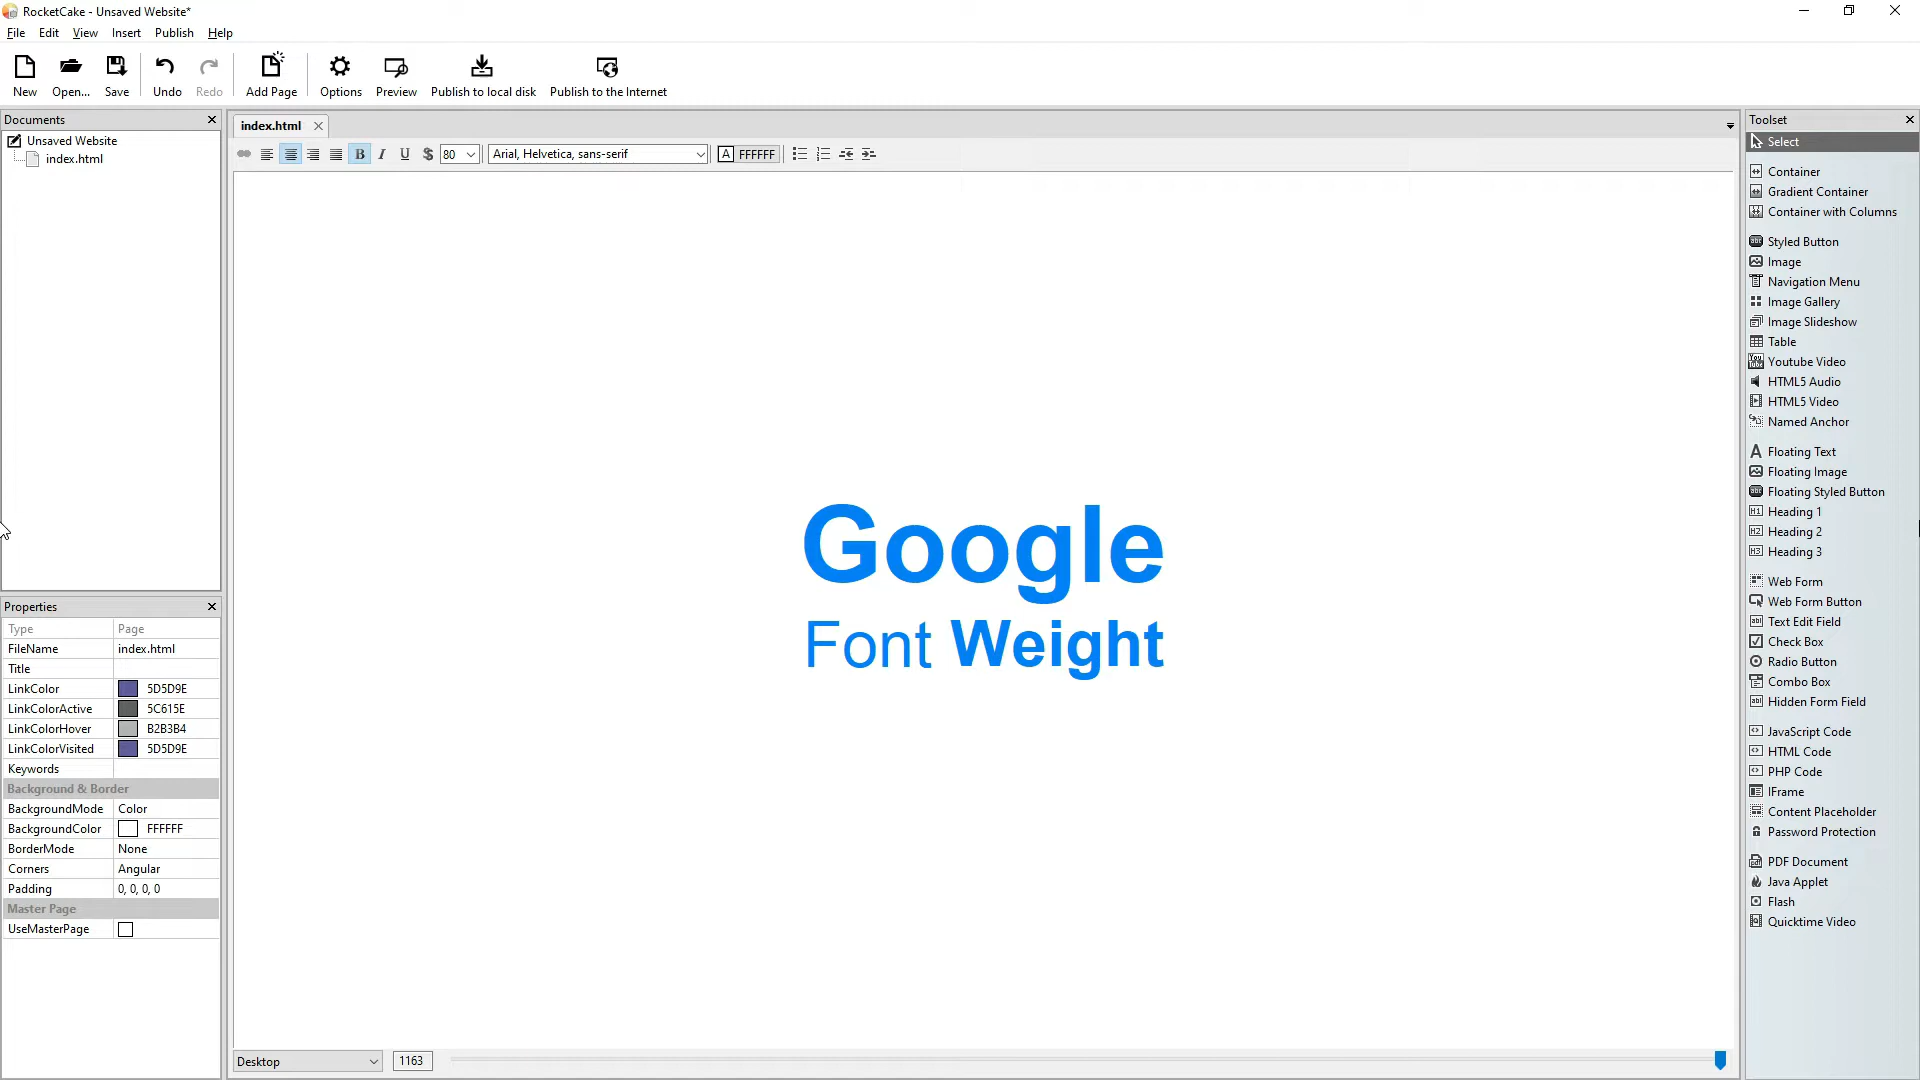 RocketCake - Unsaved Website*
File Edit View Insert Publish Help
New Open... Save Undo Redo Add Page Options Preview Publish to local disk Publish to the Internet
Documents
Unsaved Website
index.html
index.html
B I U $ 80 Arial, Helvetica, sans-serif A FFFFFF
Google
Font Weight
Properties
Type Page
FileName index.html
Title
LinkColor 5D5D9E
LinkColorActive 5C615E
LinkColorHover B2B3B4
LinkColorVisited 5D5D9E
Keywords
Background & Border
BackgroundMode Color
BackgroundColor FFFFFF
BorderMode None
Corners Angular
Padding 0, 0, 0, 0
Master Page
UseMasterPage
Desktop 1163
Toolset
Select
Container
Gradient Container
Container with Columns
Styled Button
Image
Navigation Menu
Image Gallery
Image Slideshow
Table
Youtube Video
HTML5 Audio
HTML5 Video
Named Anchor
A Floating Text
Floating Image
Floating Styled Button
H1 Heading 1
H2 Heading 2
H3 Heading 3
Web Form
Web Form Button
Text Edit Field
Check Box
Radio Button
Combo Box
Hidden Form Field
JavaScript Code
HTML Code
PHP Code
IFrame
Content Placeholder
Password Protection
PDF Document
Java Applet
Flash
Quicktime Video